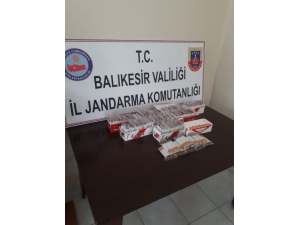 T.C.
BALIKESİR VALİLİĞİ
İL JANDARMA KOMUTANLIĞI